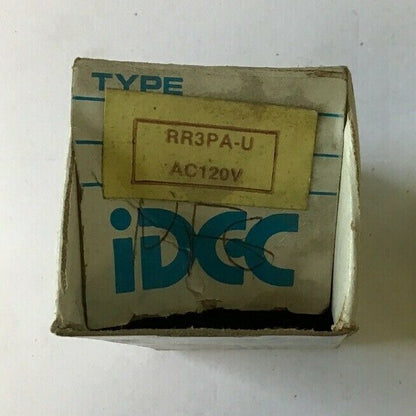 TYPE
RR3PA-U
AC120V
iDEC